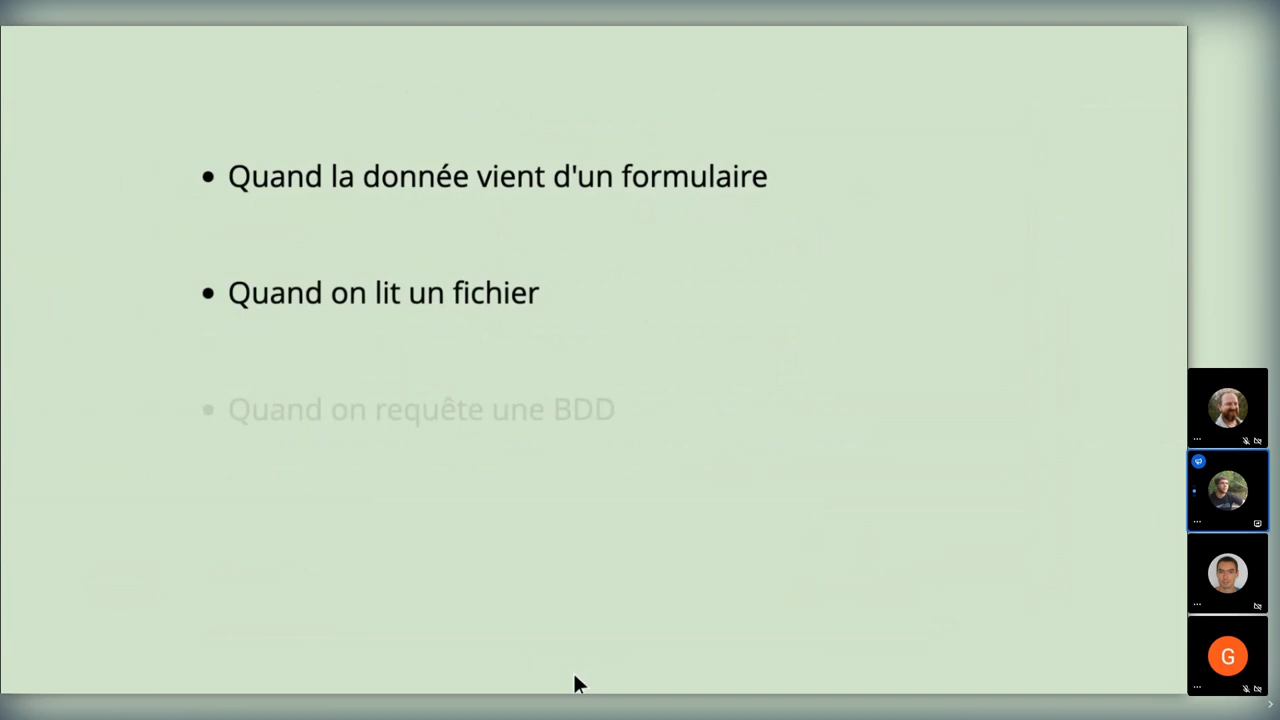 Quand la donnée vient d'un formulaire
Quand on lit un fichier
Quand on requête une BDD
G